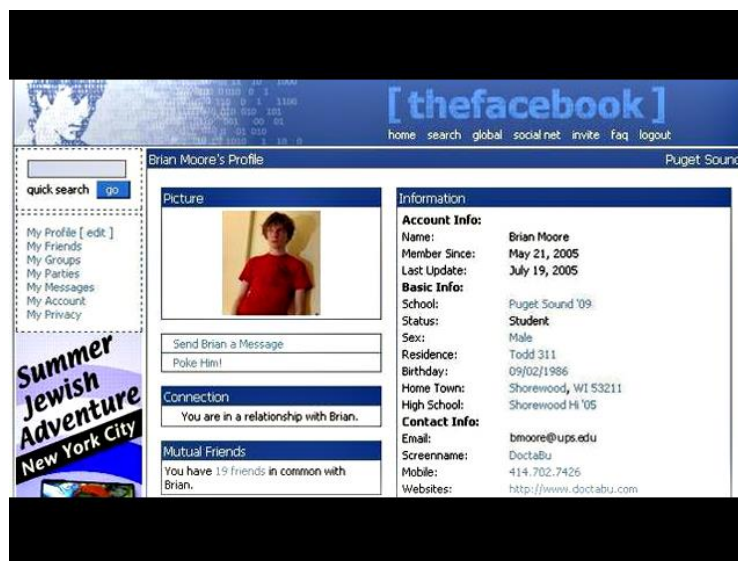 [ thefacebook ]
home search global social net invite faq logout
quick search go
My Profile [ edit ]
My Friends
My Groups
My Parties
My Messages
My Account
My Privacy
Summer
Jewish
Adventure
New York City
Brian Moore's Profile Puget Sound
Picture
Send Brian a Message
Poke Him!
Connection
You are in a relationship with Brian.
Mutual Friends
You have 19 friends in common with
Brian.
Information
Account Info:
Name: Brian Moore
Member Since: May 21, 2005
Last Update: July 19, 2005
Basic Info:
School: Puget Sound '09
Status: Student
Sex: Male
Residence: Todd 311
Birthday: 09/02/1986
Home Town: Shorewood, WI 53211
High School: Shorewood Hi '05
Contact Info:
Email: bmoore@ups.edu
Screenname: DoctaBu
Mobile: 414.702.7426
Websites: http://www.doctabu.com